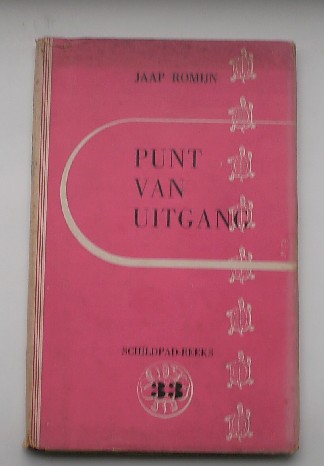 JAAP ROMIJN
PUNT
VAN
UITGANG
SCHILDPAD-REEKS
33